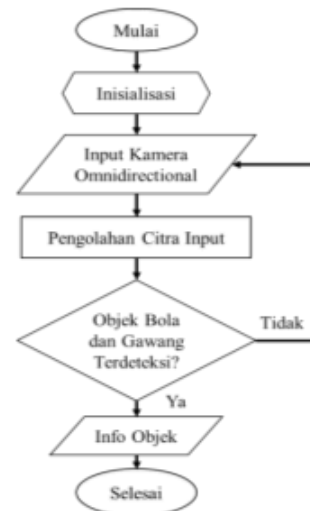 Mulai
Inisialisasi
Input Kamera
Omnidirectional
Pengolahan Citra Input
Objek Bola
dan Gawang
Terdeteksi?
Tidak
Ya
Info Objek
Selesai